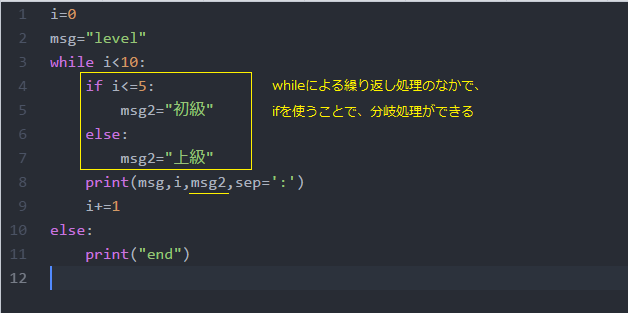 1 i=0
2 msg="level"
3 while i<10:
4     if i<=5:
5         msg2="初級"
6     else:
7         msg2="上級"
8     print(msg,i,msg2,sep=':')
9     i+=1
10 else:
11     print("end")
12
whileによる繰り返し処理のなかで、
ifを使うことで、分岐処理ができる